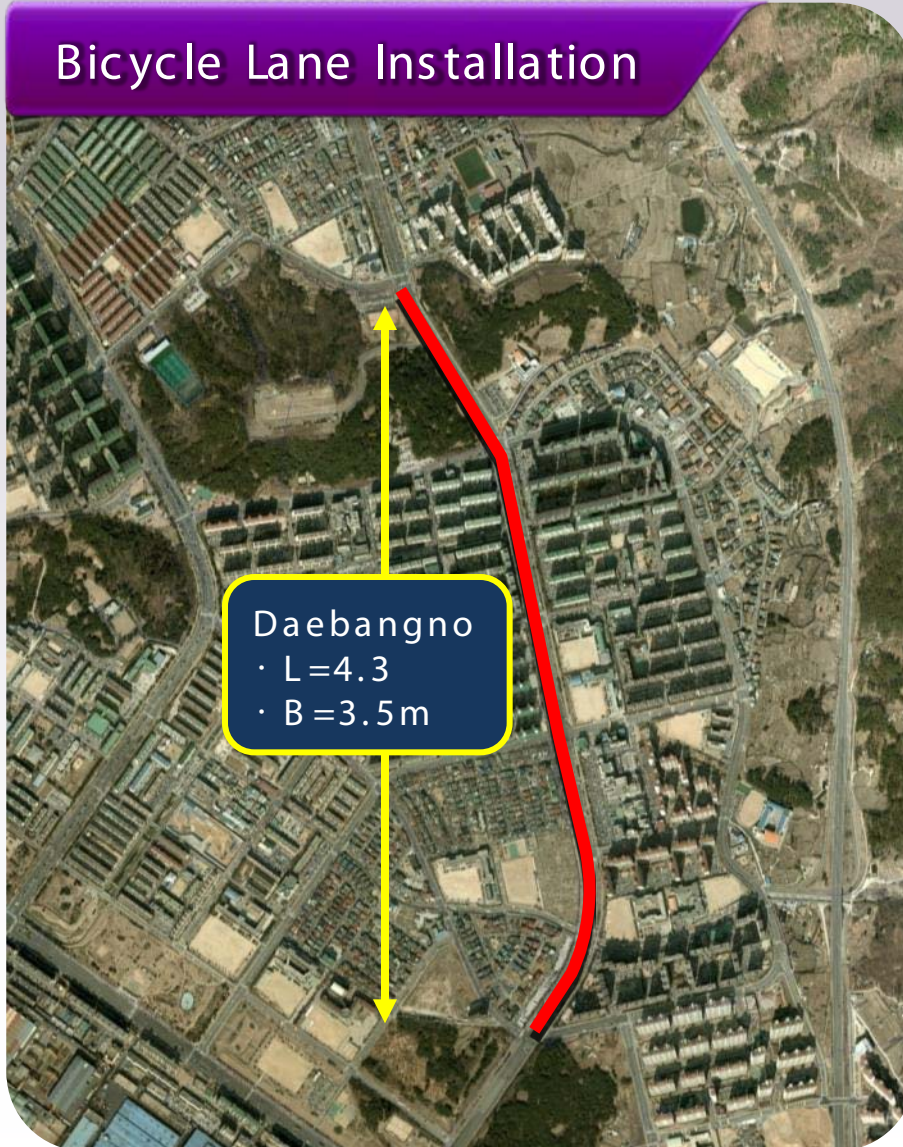 Bicycle Lane Installation
Daebangno
· L=4.3
· B=3.5m